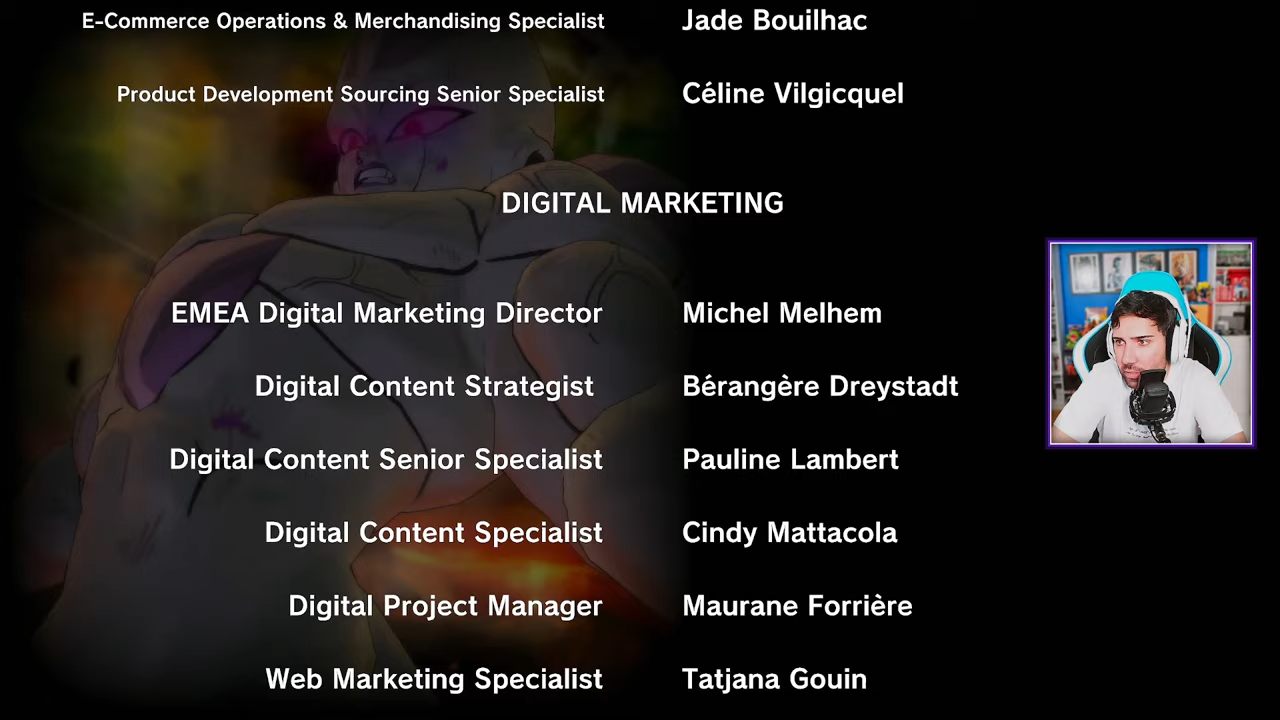 E-Commerce Operations & Merchandising Specialist Jade Bouilhac
Product Development Sourcing Senior Specialist Céline Vilgicquel
DIGITAL MARKETING
EMEA Digital Marketing Director Michel Melhem
Digital Content Strategist Bérangère Dreystadt
Digital Content Senior Specialist Pauline Lambert
Digital Content Specialist Cindy Mattacola
Digital Project Manager Maurane Forrière
Web Marketing Specialist Tatjana Gouin